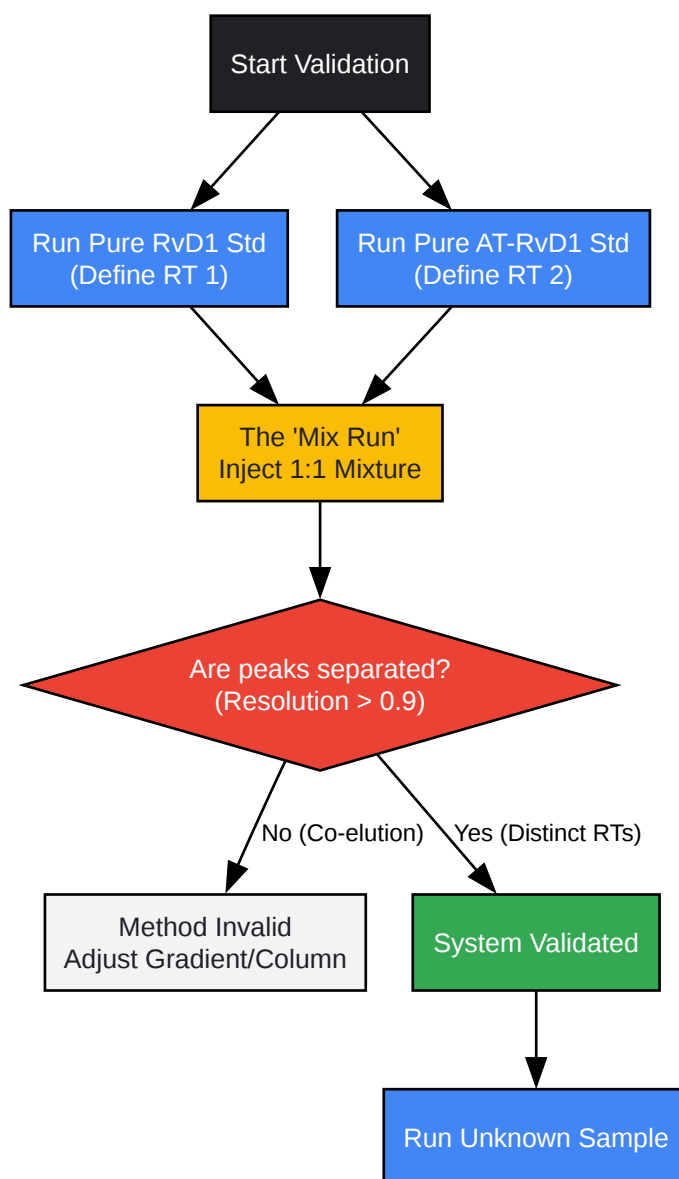 Start Validation
Run Pure RvD1 Std
(Define RT 1)
Run Pure AT-RvD1 Std
(Define RT 2)
The 'Mix Run'
Inject 1:1 Mixture
Are peaks separated?
(Resolution > 0.9)
No (Co-elution)
Yes (Distinct RTs)
Method Invalid
Adjust Gradient/Column
System Validated
Run Unknown Sample